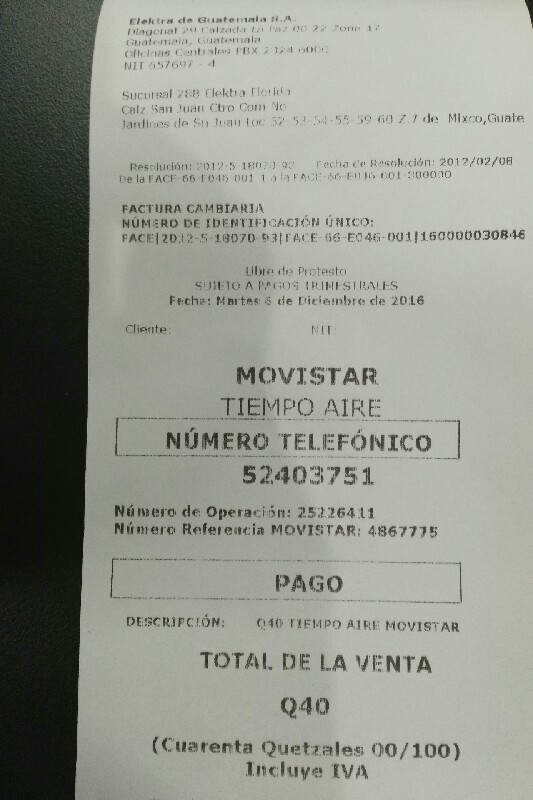 Elektra de Guatemala S.A.
Diagonal 29 Calzada La Paz 00-22 Zone 17
Guatemala, Guatemala
Oficinas Centrales PBX 2324 6000
NIT 657697 - 4
Sucursal 288 Elektra Florida
Calz San Juan Ctro Com No
Jardines de Sn Juan Loc 52-53-54-55-59-60 Z.7 de Mixco,Guate
Resolución: 2012-5-18070-93 Fecha de Resolución: 2012/02/08
De la FACE-66-E046-001 1 a la FACE-66-E046-001
FACTURA CAMBIARIA
NÚMERO DE IDENTIFICACIÓN ÚNICO:
FACE|2012-5-18070-93|FACE-66-E046-001|160000030846
Libre de Protesto
SUJETO A PAGOS TRIMESTRALES
Fecha: Martes 6 de Diciembre de 2016
Cliente: NIT:
MOVISTAR
TIEMPO AIRE
NÚMERO TELEFÓNICO
52403751
Número de Operación: 25226411
Número Referencia MOVISTAR: 4867775
PAGO
DESCRIPCIÓN: Q40 TIEMPO AIRE MOVISTAR
TOTAL DE LA VENTA
Q40
(Cuarenta Quetzales 00/100)
Incluye IVA